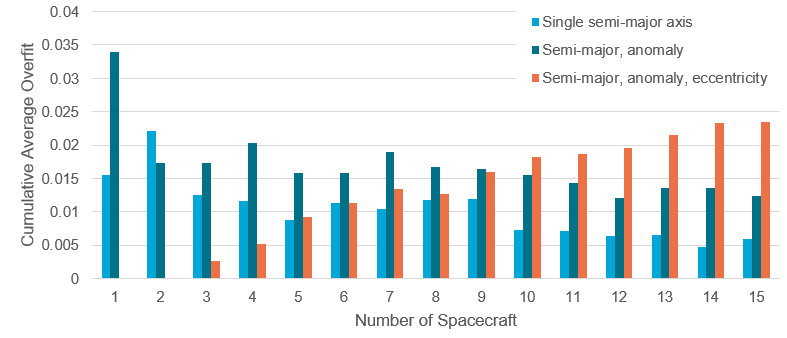 0.04
0.035
0.03
0.025
0.02
0.015
0.01
0.005
0
Cumulative Average Overfit
Single semi-major axis
Semi-major, anomaly
Semi-major, anomaly, eccentricity
1 2 3 4 5 6 7 8 9 10 11 12 13 14 15
Number of Spacecraft